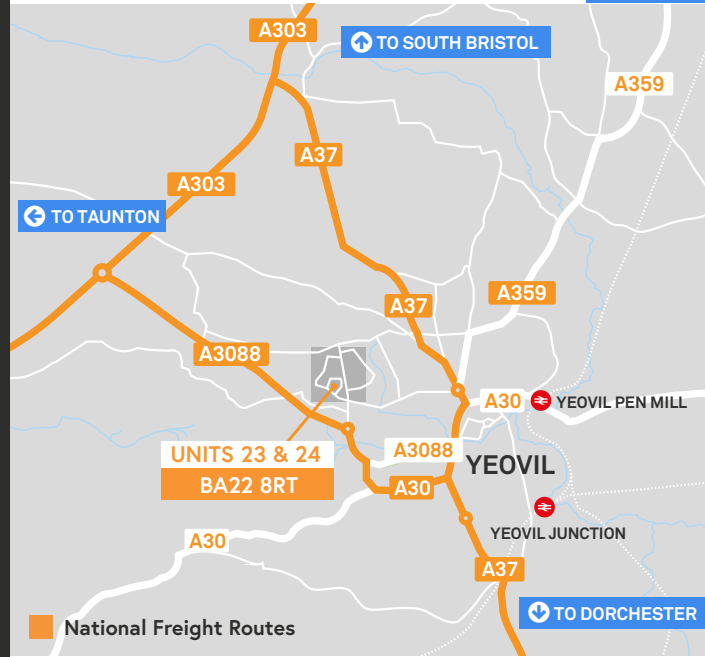 A303
TO SOUTH BRISTOL
A359
A37
A303
TO TAUNTON
A359
A37
A3088
A30
YEOVIL PEN MILL
UNITS 23 & 24
BA22 8RT
A3088
YEOVIL
A30
YEOVIL JUNCTION
A30
A37
TO DORCHESTER
National Freight Routes